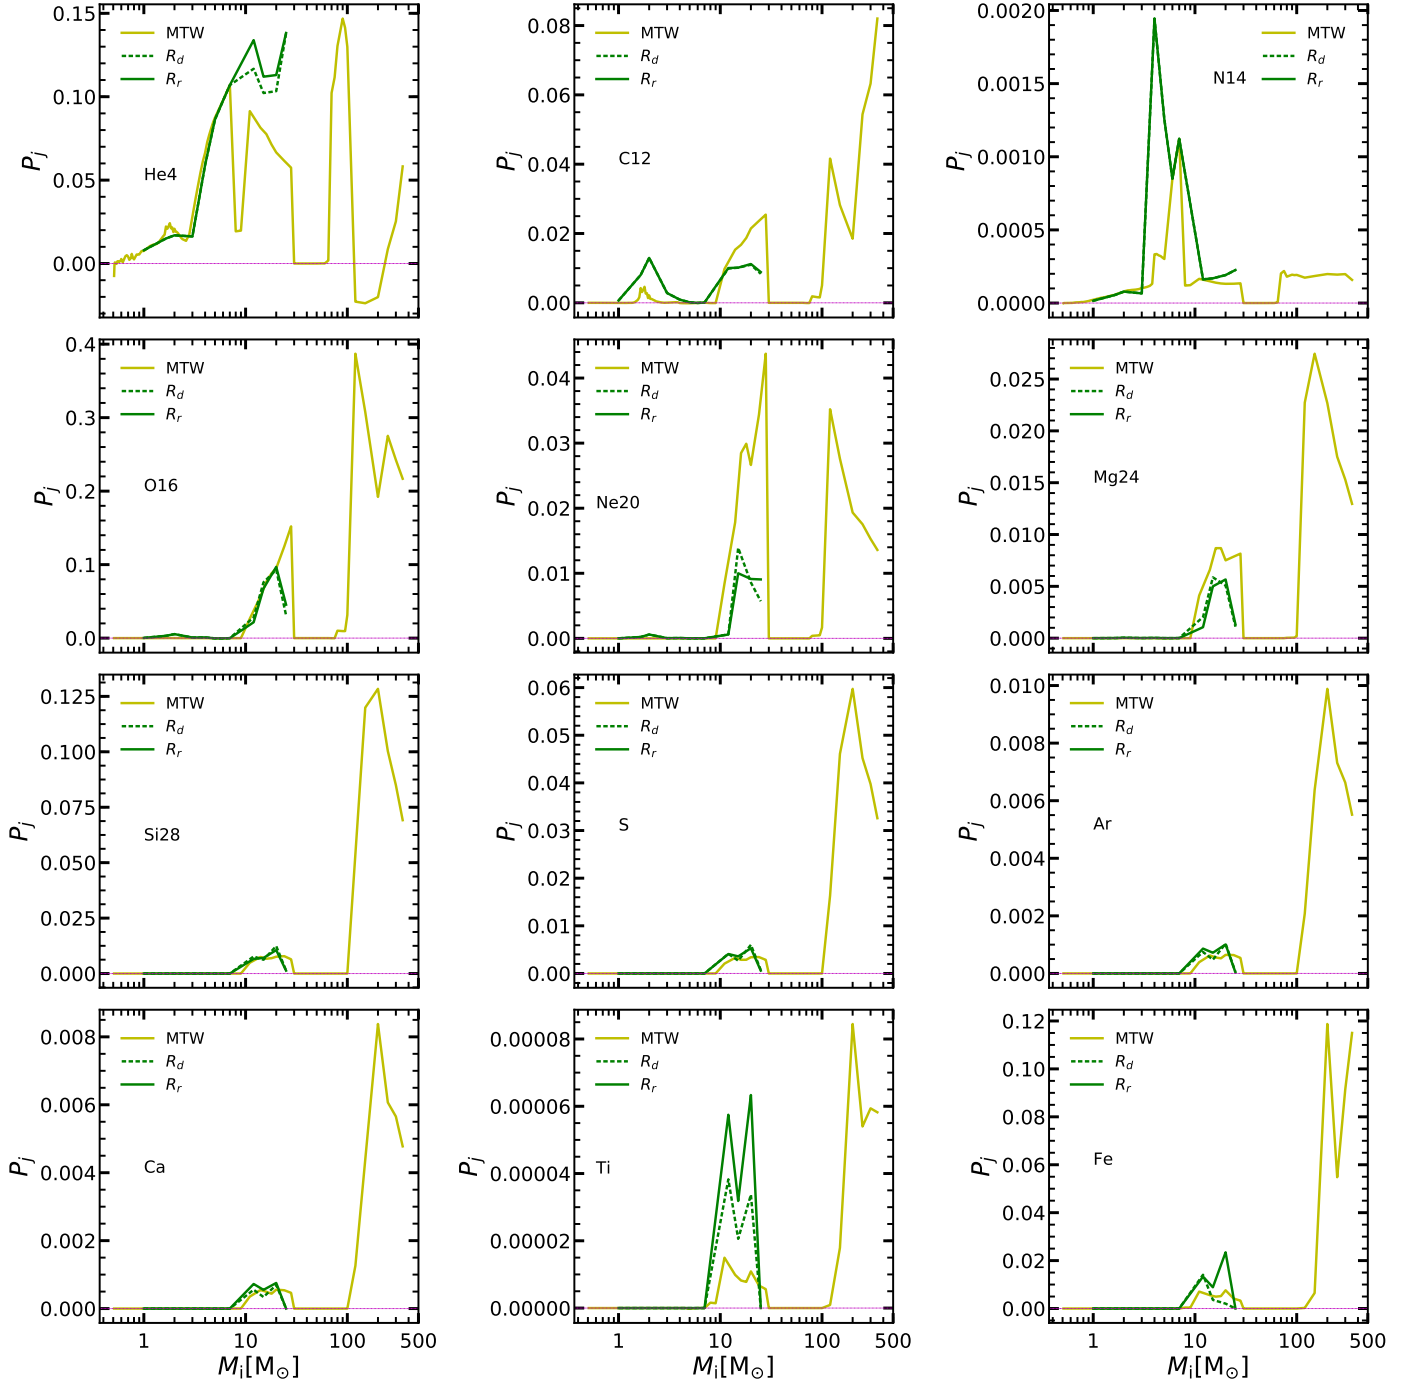 0.15
0.10
0.05
0.00
P_j
MTW
R_d
R_r
He4
0.08
0.06
0.04
0.02
0.00
P_j
MTW
R_d
R_r
C12
0.0020
0.0015
0.0010
0.0005
0.0000
P_j
MTW
R_d
N14
R_r
0.4
0.3
0.2
0.1
0.0
P_j
MTW
R_d
R_r
O16
0.04
0.03
0.02
0.01
0.00
P_j
MTW
R_d
R_r
Ne20
0.025
0.020
0.015
0.010
0.005
0.000
P_j
MTW
R_d
R_r
Mg24
0.125
0.100
0.075
0.050
0.025
0.000
P_j
MTW
R_d
R_r
Si28
0.06
0.05
0.04
0.03
0.02
0.01
0.00
P_j
MTW
R_d
R_r
S
0.010
0.008
0.006
0.004
0.002
0.000
P_j
MTW
R_d
R_r
Ar
0.008
0.006
0.004
0.002
0.000
P_j
MTW
R_d
R_r
Ca
1 10 100 500
M_i[M_⊙]
0.00008
0.00006
0.00004
0.00002
0.00000
P_j
MTW
R_d
R_r
Ti
1 10 100 500
M_i[M_⊙]
0.12
0.10
0.08
0.06
0.04
0.02
0.00
P_j
MTW
R_d
R_r
Fe
1 10 100 500
M_i[M_⊙]